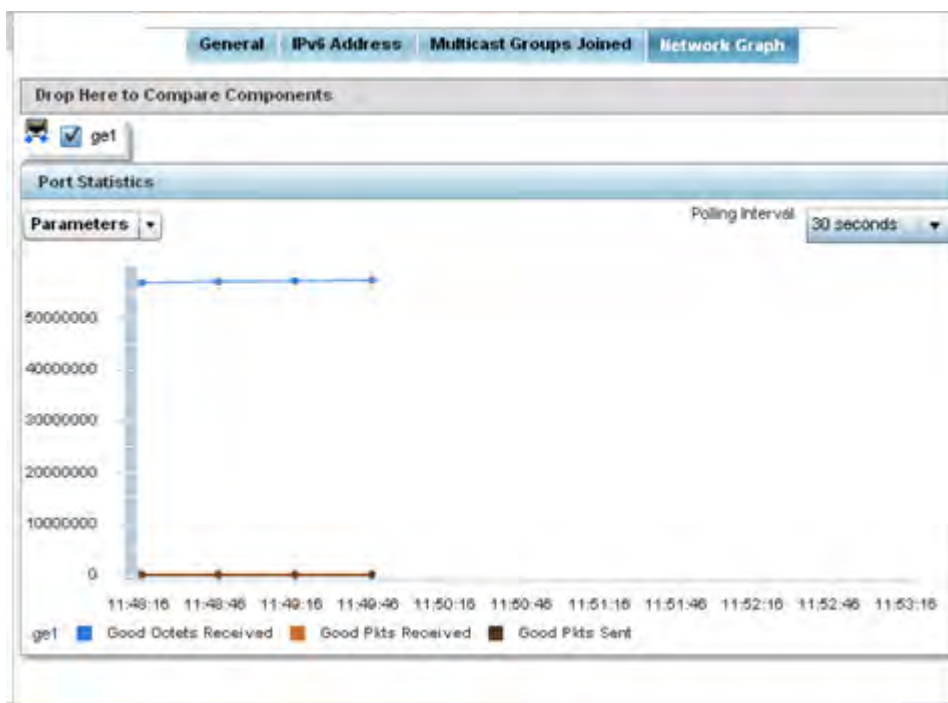 General IPv6 Address Multicast Groups Joined Network Graph
Drop Here to Compare Components
ge1
Port Statistics
Parameters
Polling Interval 30 seconds
50000000
40000000
30000000
20000000
10000000
0
11:48:16 11:48:46 11:49:16 11:49:46 11:50:16 11:50:46 11:51:16 11:51:46 11:52:16 11:52:46 11:53:16
ge1 Good Octets Received Good Pkts Received Good Pkts Sent